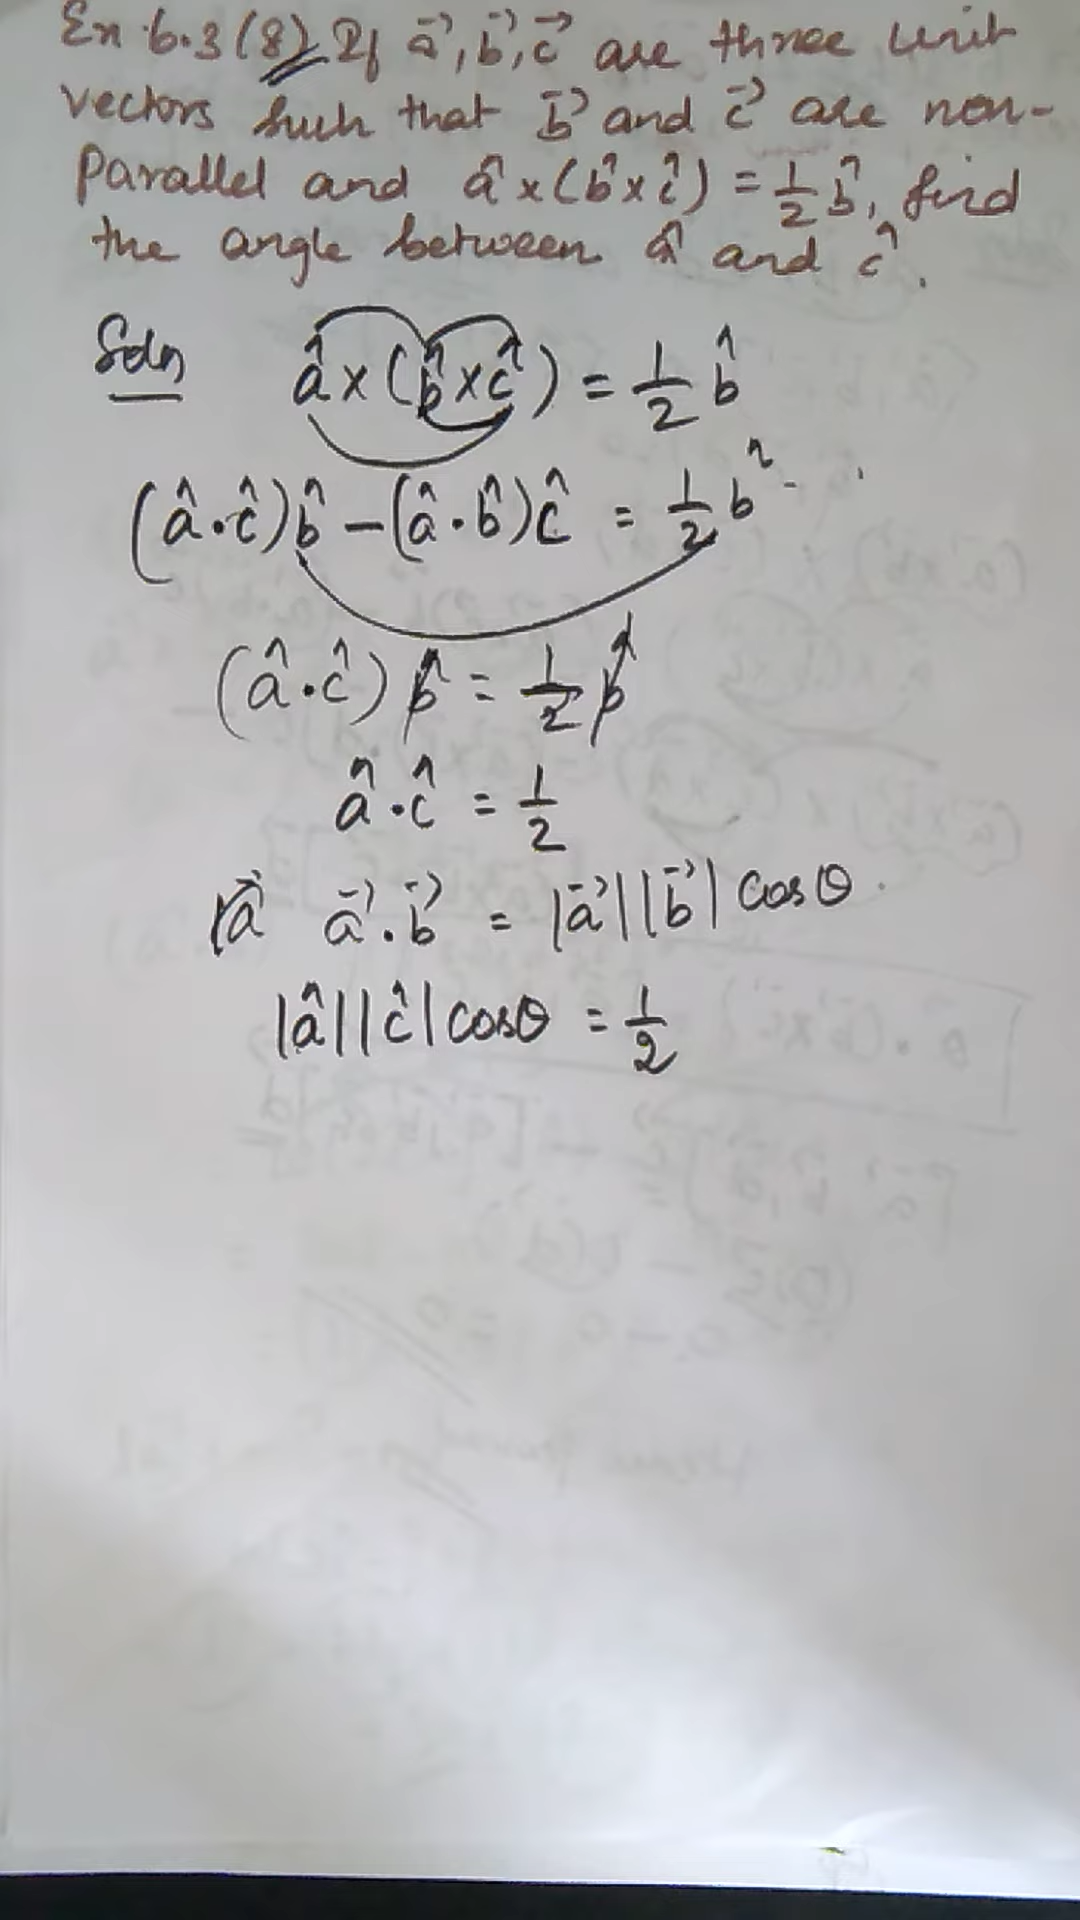 Ex 6.3 (8) If a⃗, b⃗, c⃗ are three unit
vectors such that b⃗ and c⃗ are non-
Parallel and â × (b̂ × ĉ) = 1/2 b̂, find
the angle between â and ĉ.
Soln â × (b̂ × ĉ) = 1/2 b̂
(â · ĉ) b̂ − (â · b̂) ĉ = 1/2 b̂
(â · ĉ) b̂ = 1/2 b̂
â · ĉ = 1/2
a⃗ · b⃗ = |a⃗| |b⃗| cos θ
|â| |ĉ| cos θ = 1/2